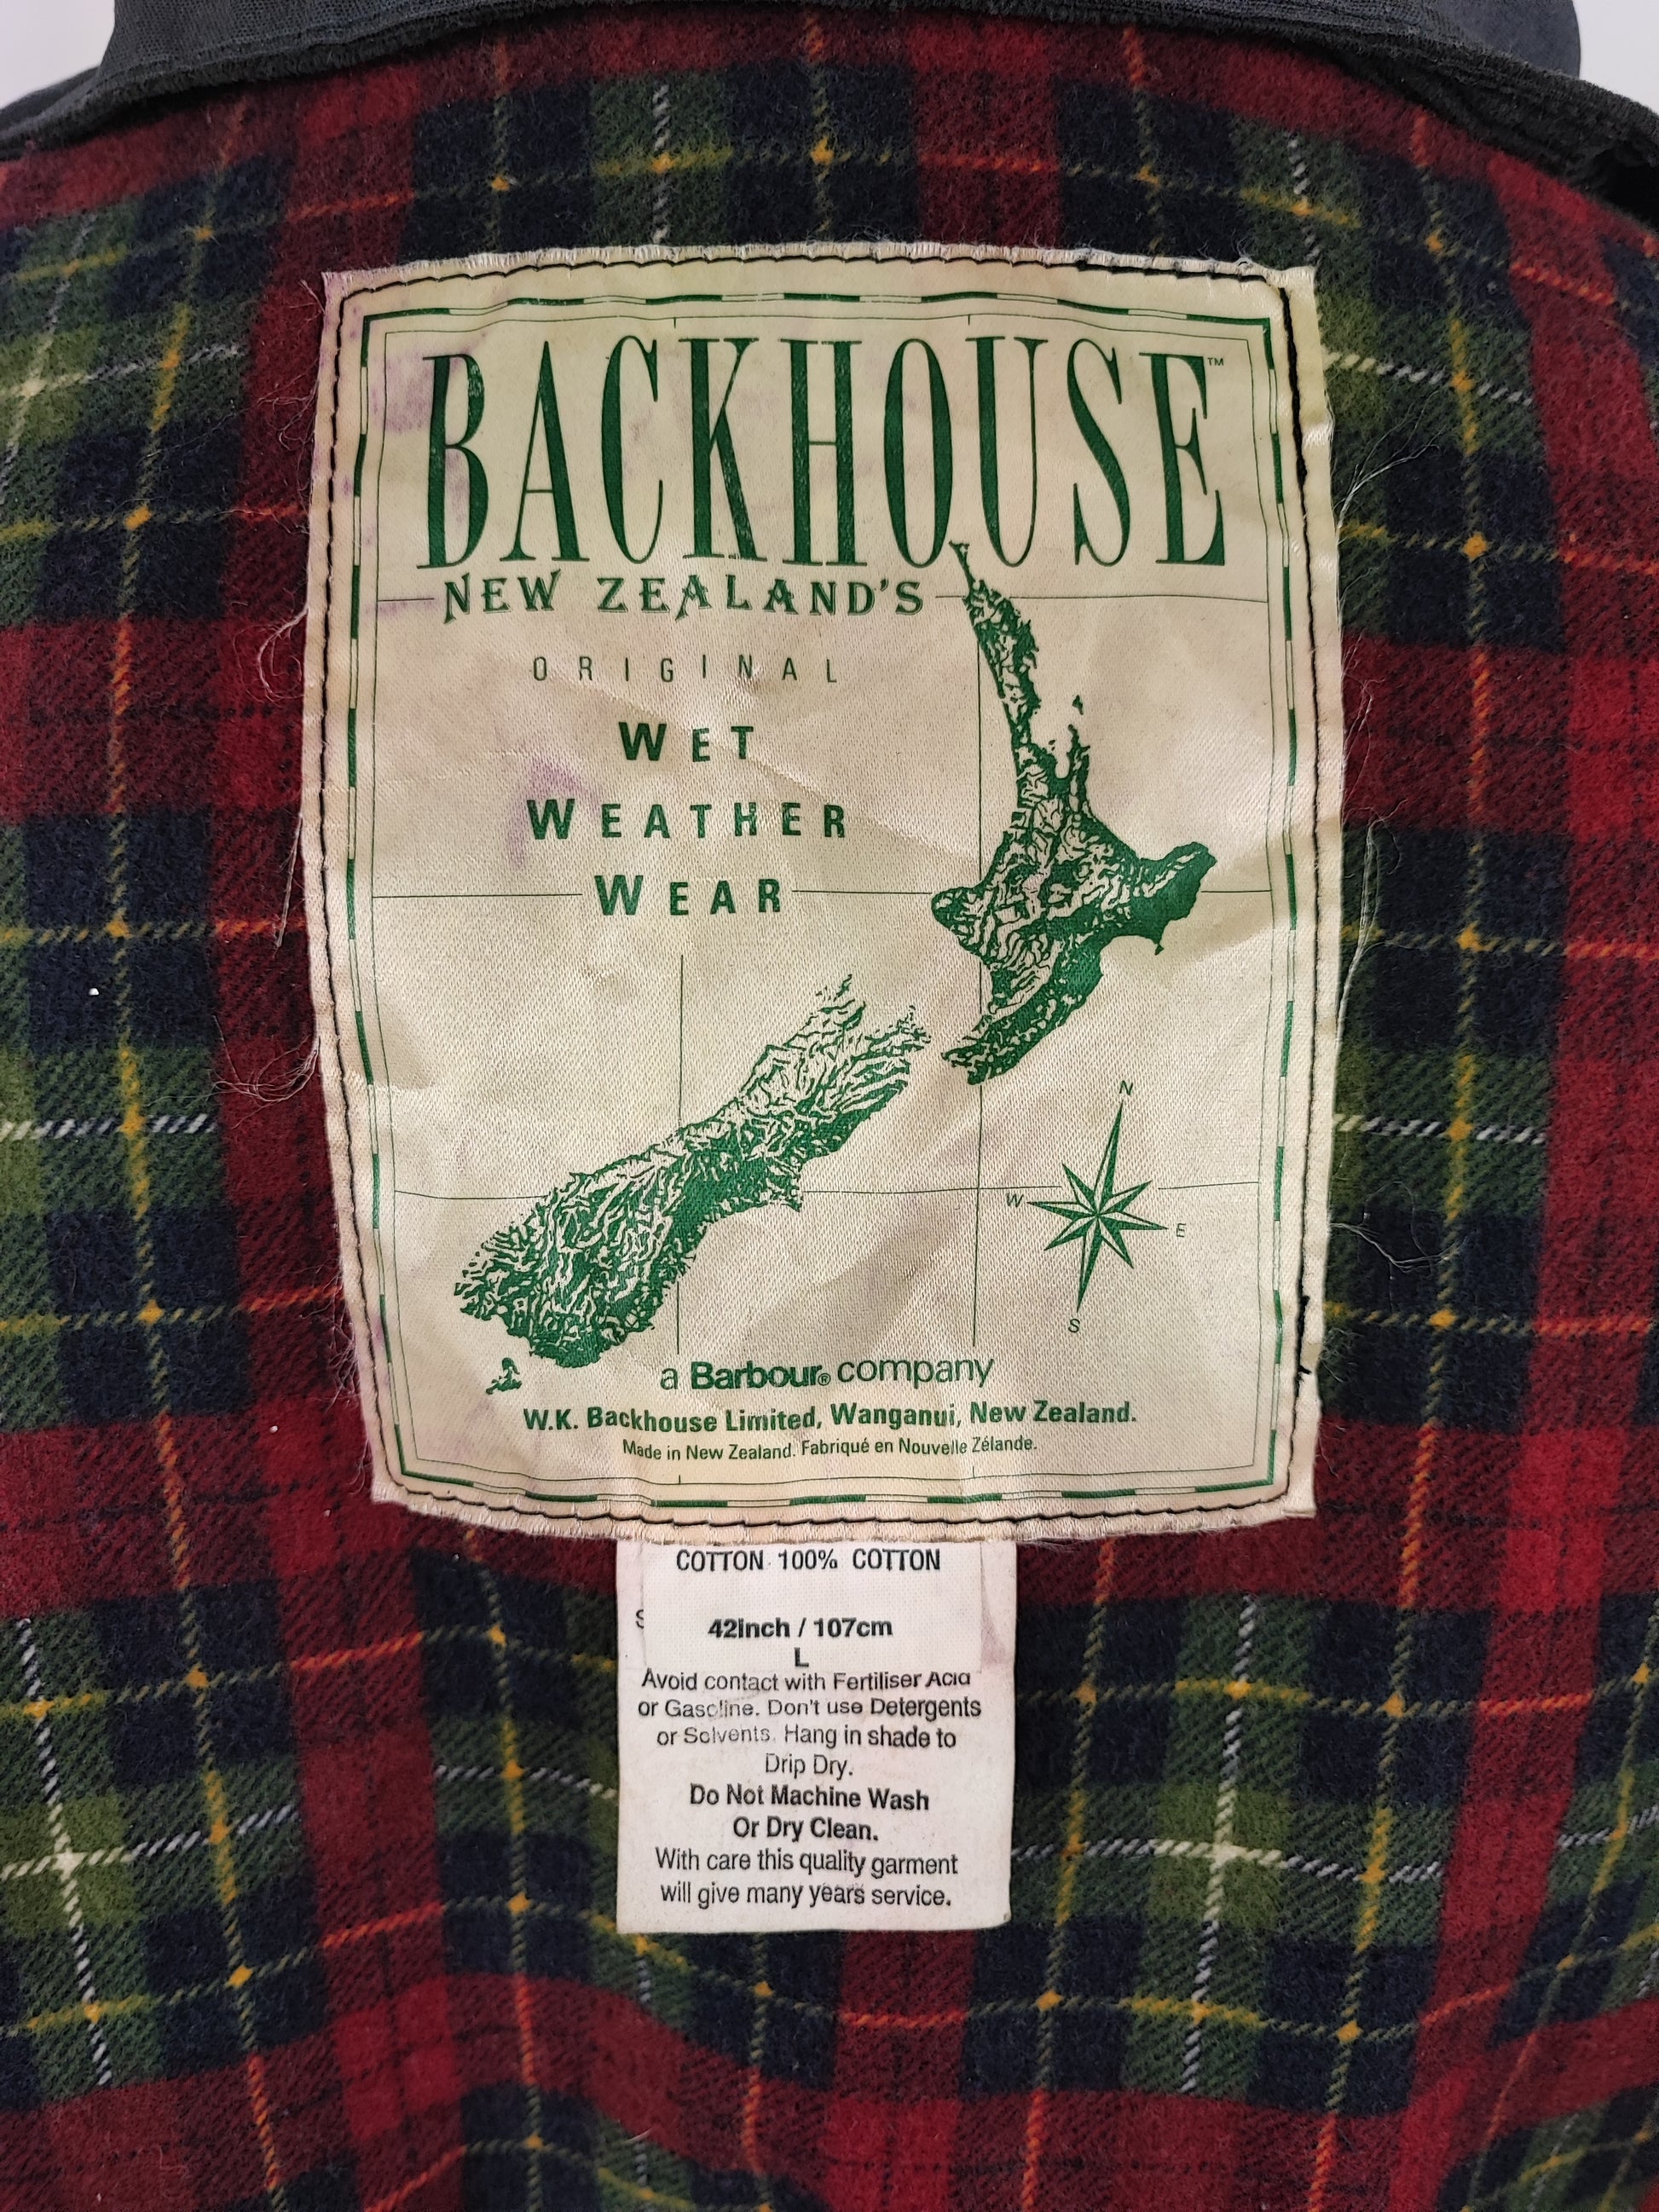 BACKHOUSE™
NEW ZEALAND'S
ORIGINAL
WET
WEATHER
WEAR
N
W
E
S
a Barbour® company
W.K. Backhouse Limited, Wanganui, New Zealand.
Made in New Zealand. Fabriqué en Nouvelle Zélande.
COTTON 100% COTTON
S
42Inch / 107cm
L
Avoid contact with Fertiliser Acid
or Gasoline. Don't use Detergents
or Solvents. Hang in shade to
Drip Dry.
Do Not Machine Wash
Or Dry Clean.
With care this quality garment
will give many years service.